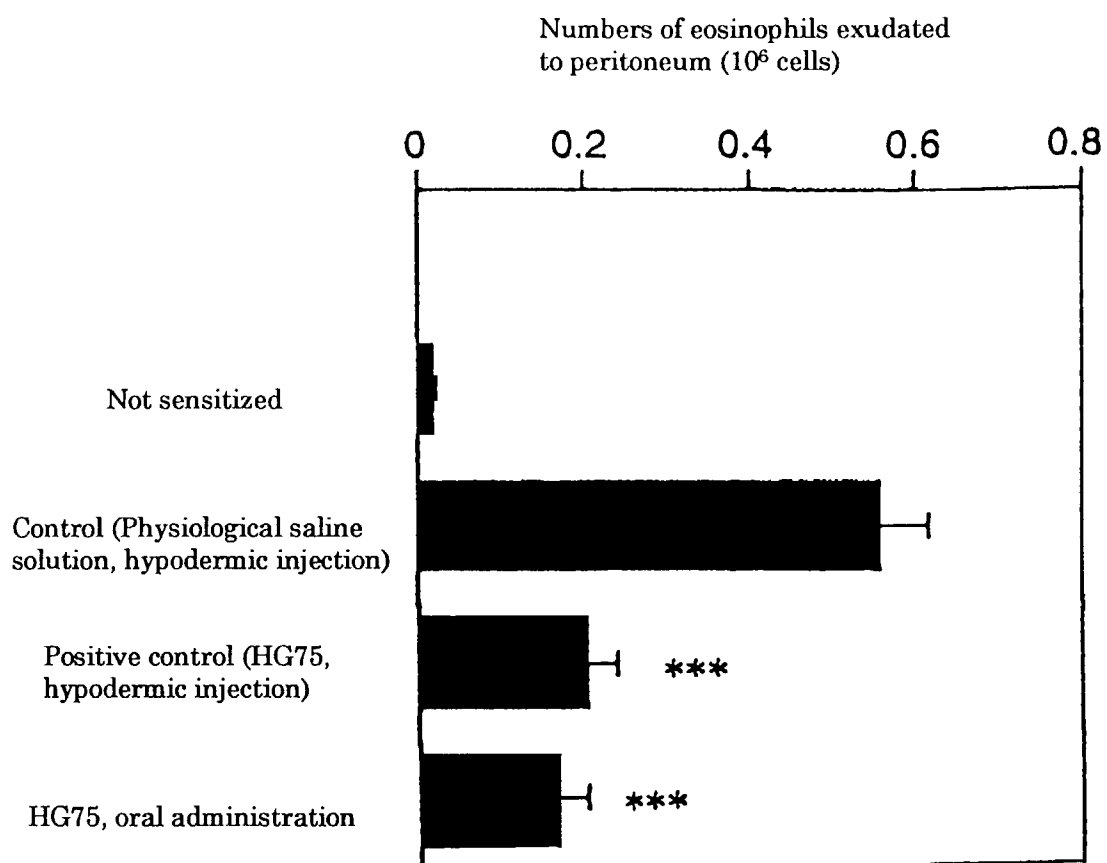 Numbers of eosinophils exudated
to peritoneum (10⁶ cells)
0 0.2 0.4 0.6 0.8
Not sensitized
Control (Physiological saline
solution, hypodermic injection)
Positive control (HG75,
hypodermic injection)
***
HG75, oral administration
***